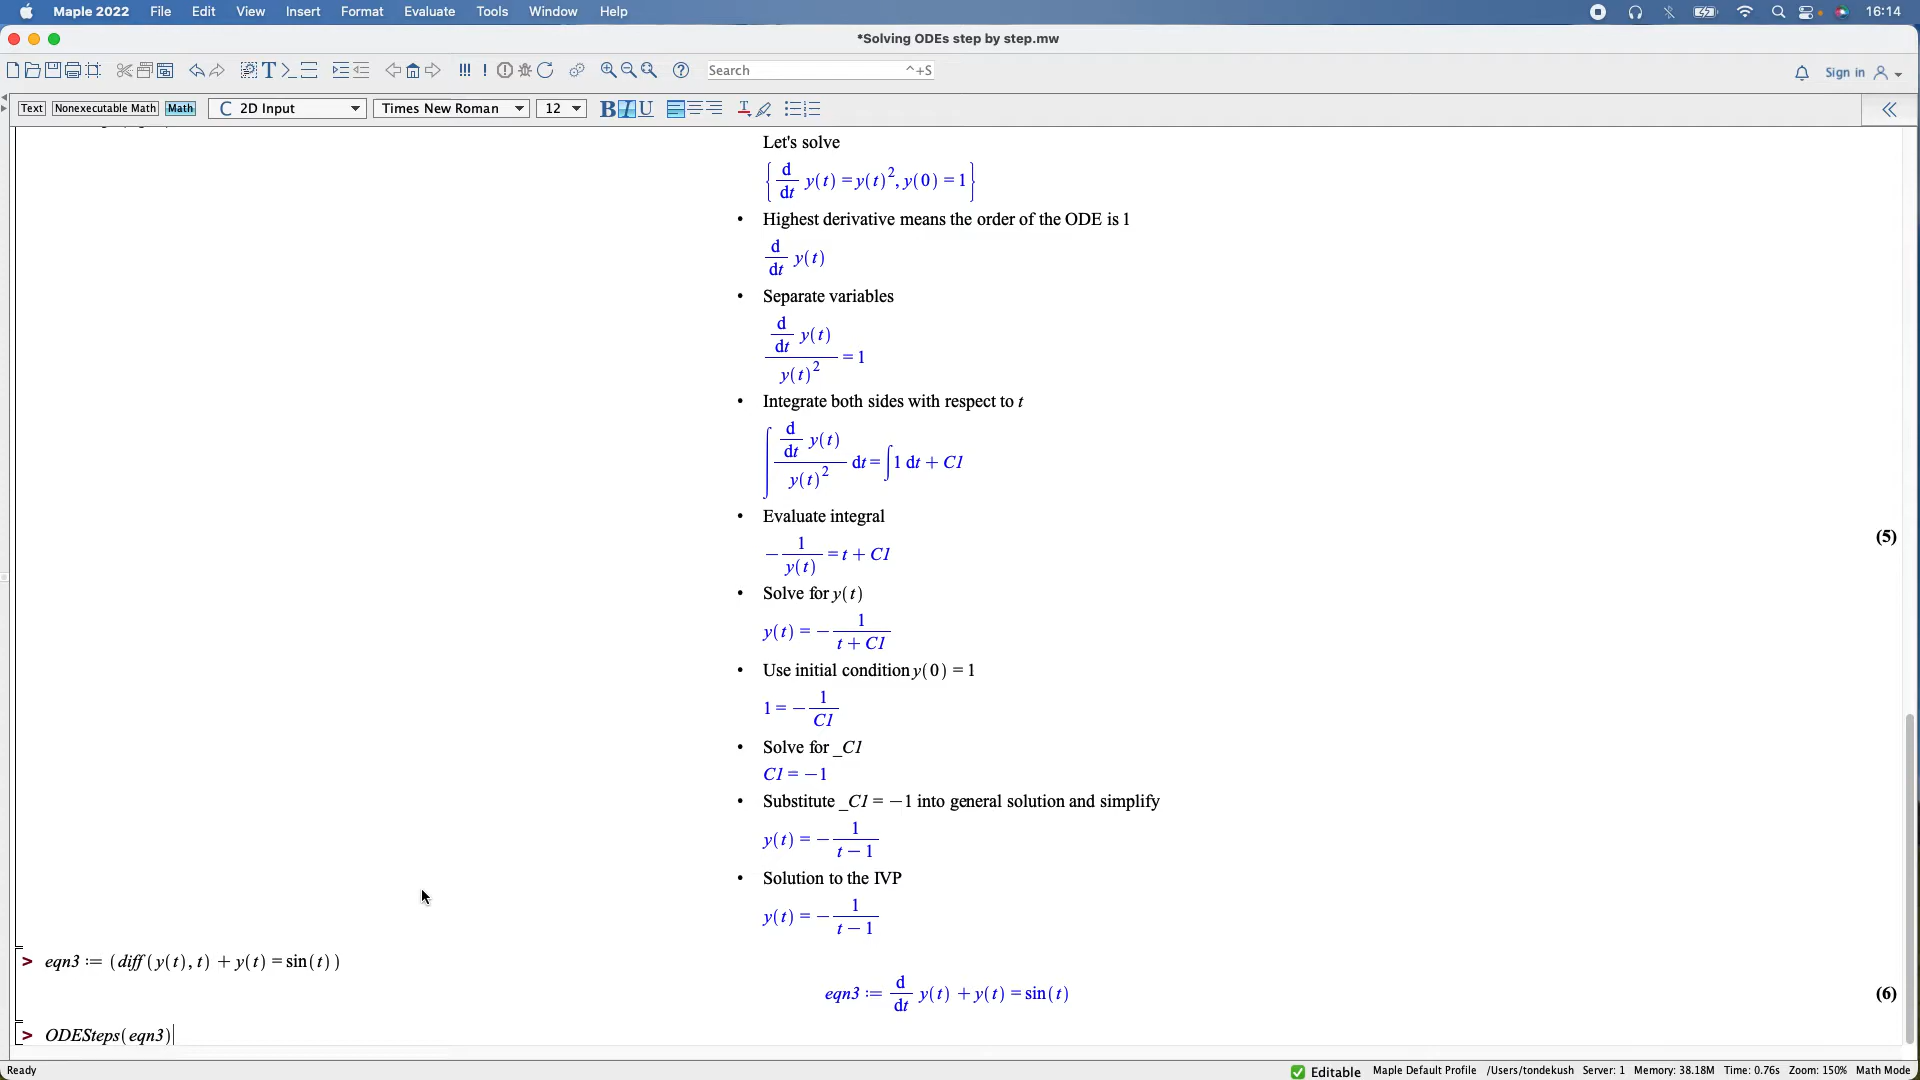 Maple 2022 File Edit View Insert Format Evaluate Tools Window Help 16:14
*Solving ODEs step by step.mw
Search ^+S Sign in
Text Nonexecutable Math Math C 2D Input Times New Roman 12 B I U
Let's solve
{d/dt y(t) = y(t)^2, y(0) = 1}
• Highest derivative means the order of the ODE is 1
d/dt y(t)
• Separate variables
(d/dt y(t))/y(t)^2 = 1
• Integrate both sides with respect to t
∫ (d/dt y(t))/y(t)^2 dt = ∫ 1 dt + C1
• Evaluate integral
(5)
− 1/y(t) = t + C1
• Solve for y(t)
y(t) = − 1/(t + C1)
• Use initial condition y(0) = 1
1 = − 1/C1
• Solve for _C1
C1 = −1
• Substitute _C1 = −1 into general solution and simplify
y(t) = − 1/(t − 1)
• Solution to the IVP
y(t) = − 1/(t − 1)
> eqn3 := (diff(y(t), t) + y(t) = sin(t))
eqn3 := d/dt y(t) + y(t) = sin(t) (6)
> ODESteps(eqn3)
Ready Editable Maple Default Profile /Users/tondekush Server: 1 Memory: 38.18M Time: 0.76s Zoom: 150% Math Mode